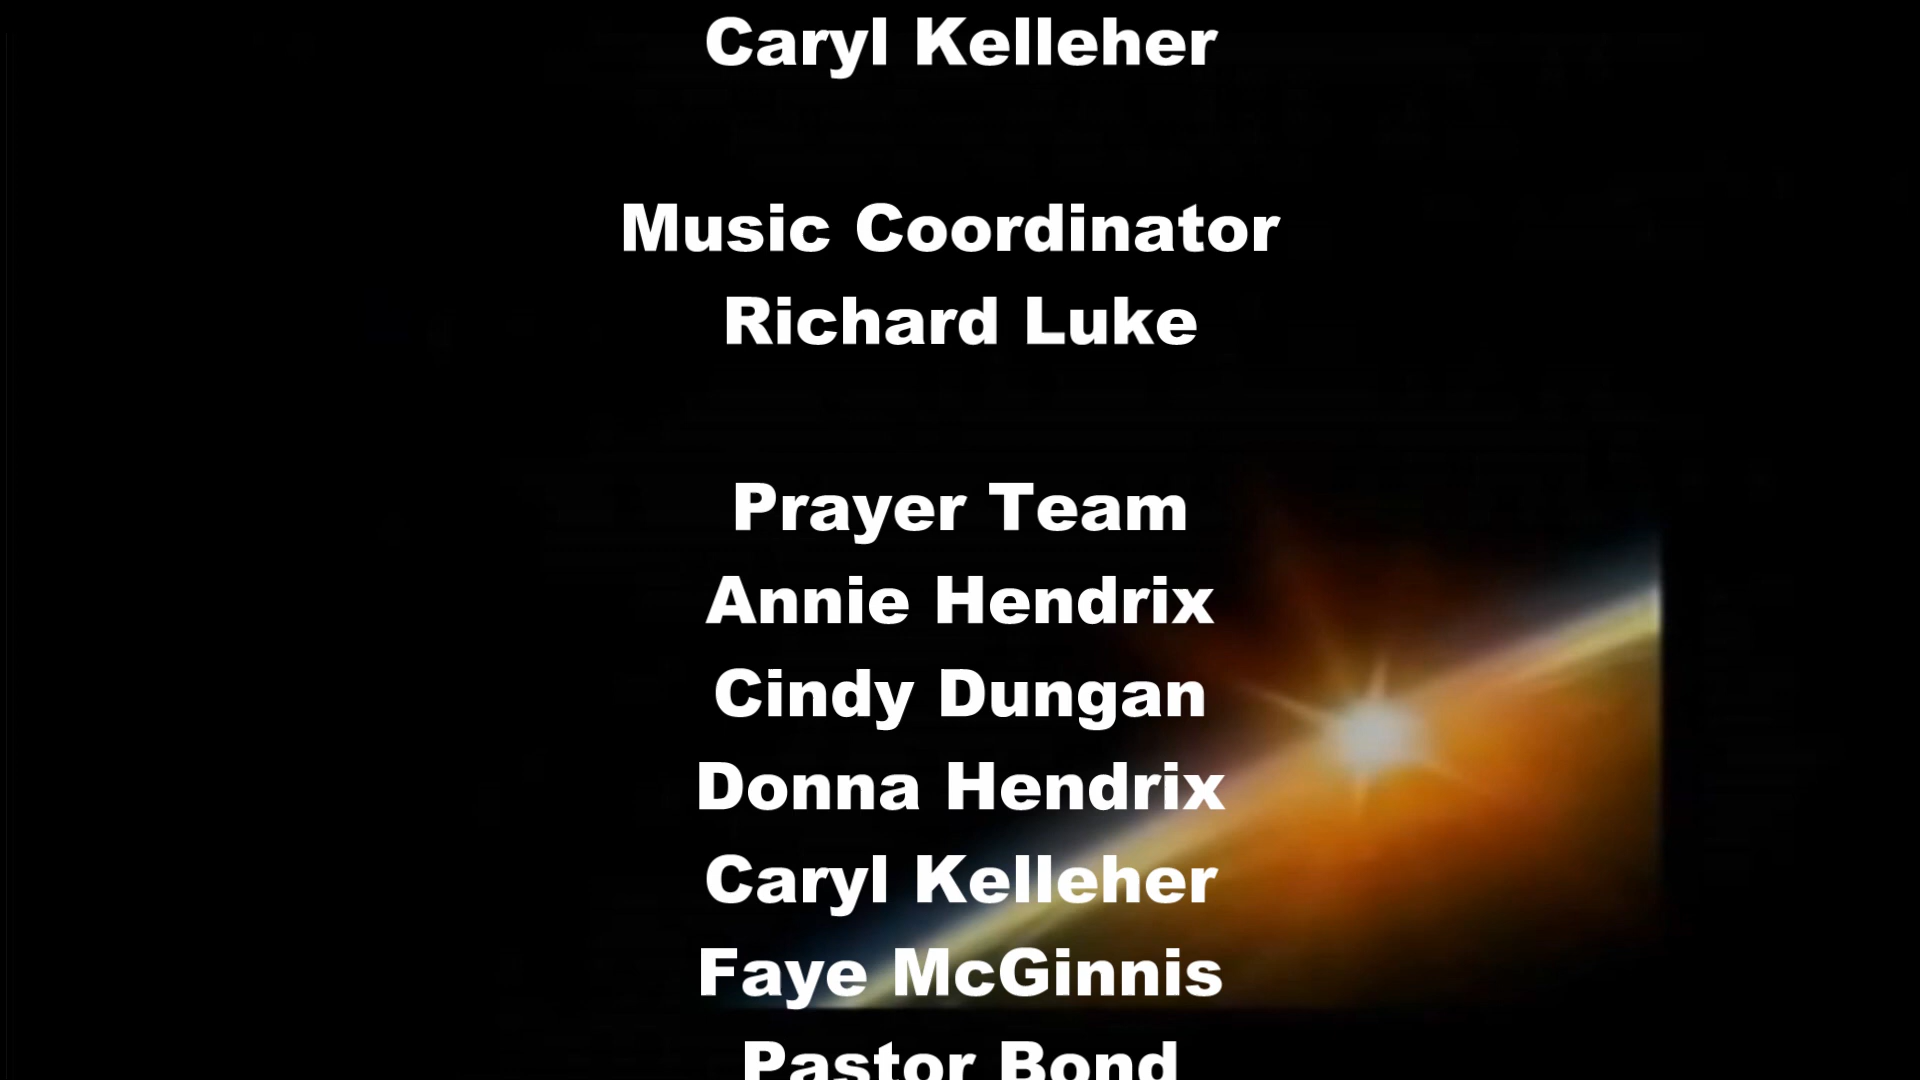 Caryl Kelleher
Music Coordinator
Richard Luke
Prayer Team
Annie Hendrix
Cindy Dungan
Donna Hendrix
Caryl Kelleher
Faye McGinnis
Pastor Bond